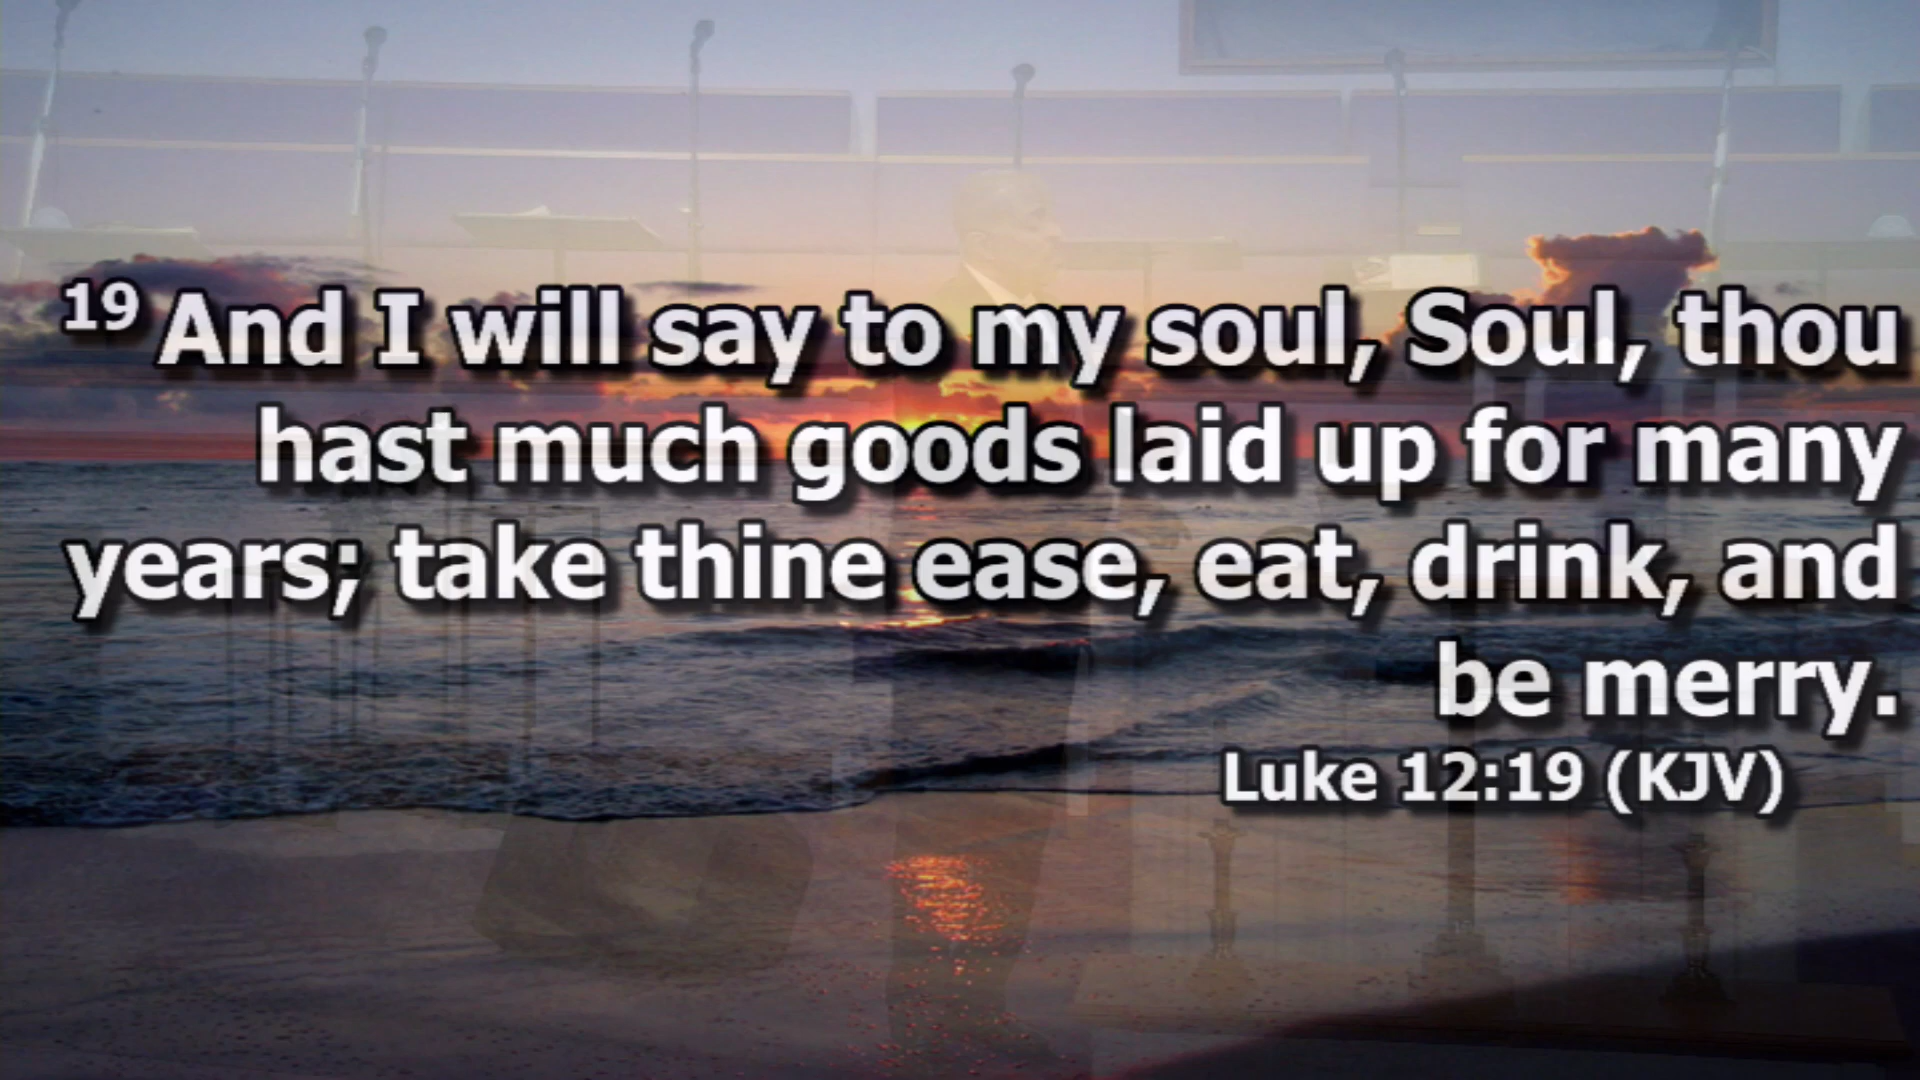 19 And I will say to my soul, Soul, thou
hast much goods laid up for many
years; take thine ease, eat, drink, and
be merry.
Luke 12:19 (KJV)